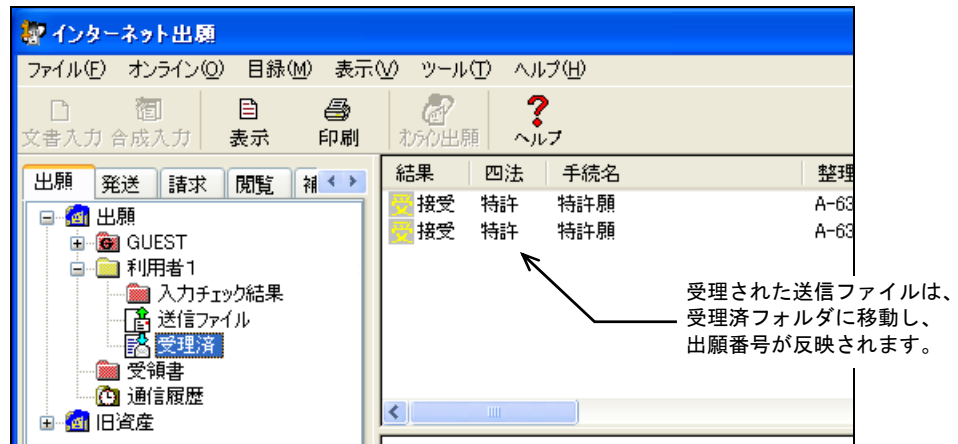 インターネット出願
ファイル(F) オンライン(O) 目録(M) 表示(V) ツール(T) ヘルプ(H)
文書入力 合成入力 表示 印刷 オンライン出願 ヘルプ
出願 発送 請求 閲覧 補
結果 四法 手続名 整理
受 接受 特許 特許願 A-63
受 接受 特許 特許願 A-63
出願
GUEST
利用者1
入力チェック結果
送信ファイル
受理済
受領書
通信履歴
旧資産
受理された送信ファイルは、
受理済フォルダに移動し、
出願番号が反映されます。